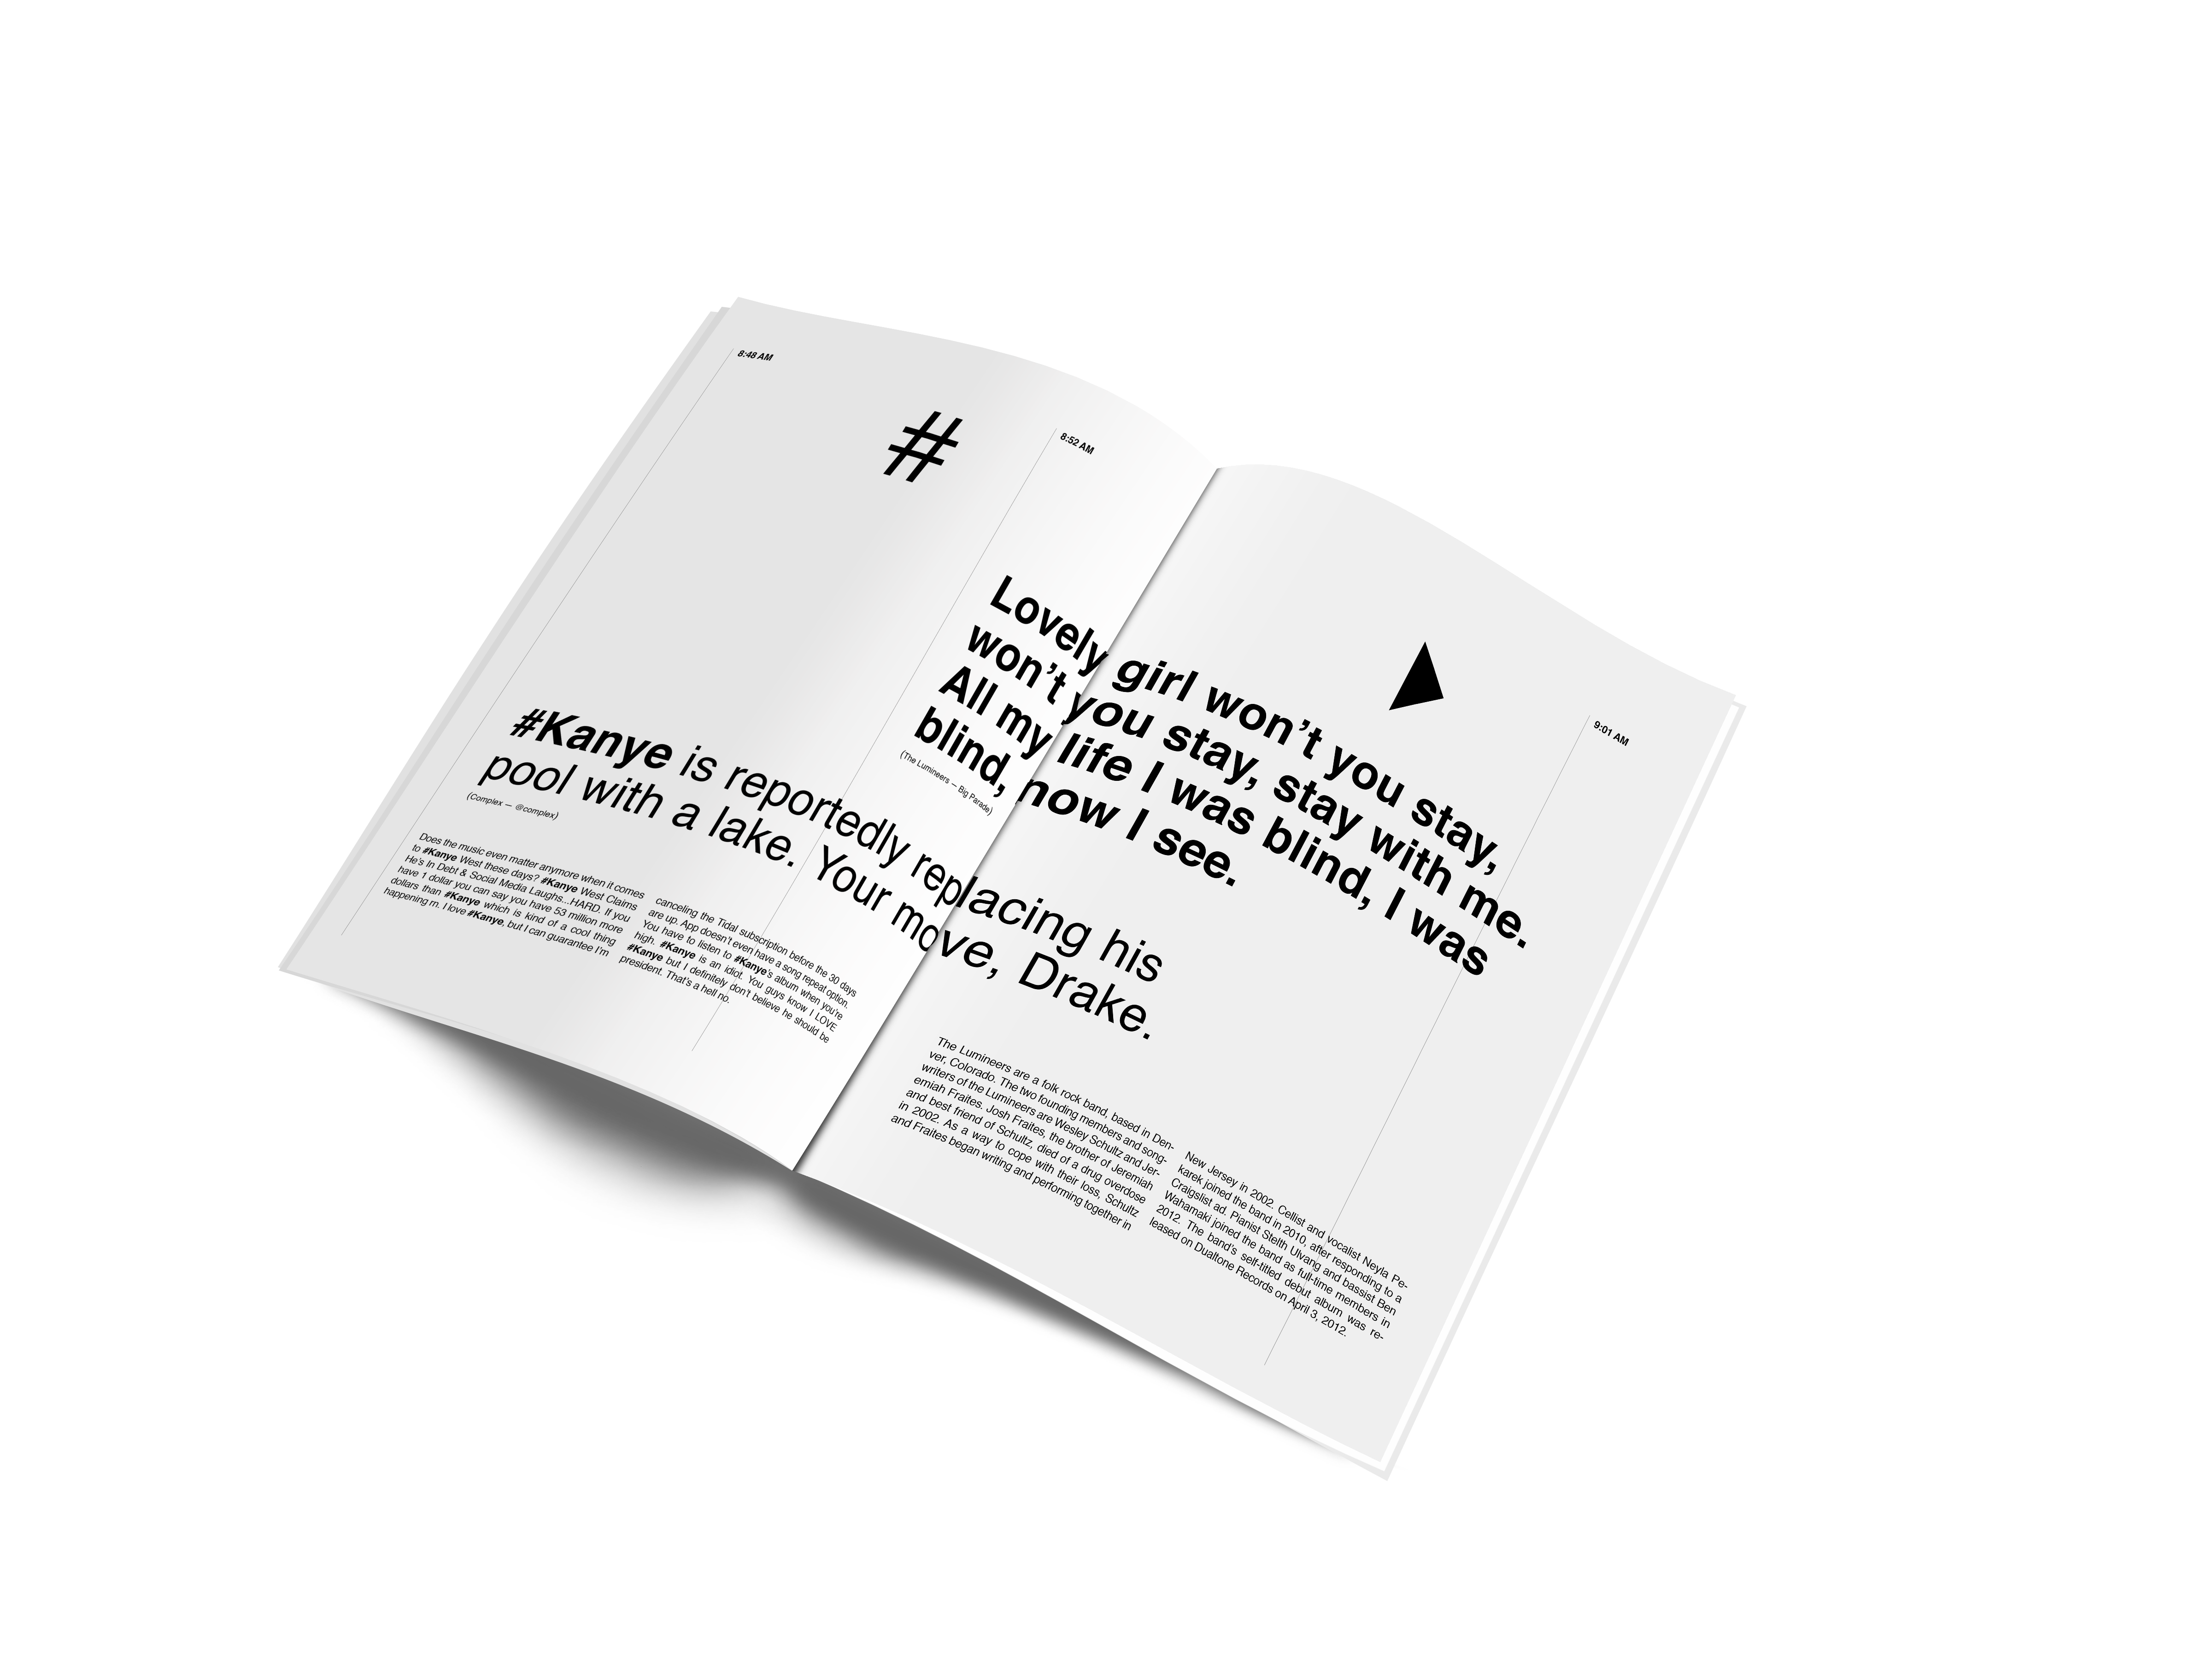 8:48 AM
#
#Kanye is reportedly replacing his
pool with a lake. Your move, Drake.
(Complex — @complex)
Does the music even matter anymore when it comes
to #Kanye West these days? #Kanye West Claims
He's In Debt & Social Media Laughs...HARD. If you
have 1 dollar you can say you have 53 million more
dollars than #Kanye which is kind of a cool thing
happening rn. I love #Kanye, but I can guarantee I'm
canceling the Tidal subscription before the 30 days
are up. App doesn't even have a song repeat option.
You have to listen to #Kanye's album when you're
high. #Kanye is an idiot. You guys know I LOVE
#Kanye but I definitely don't believe he should be
president. That's a hell no.
8:52 AM
Lovely girl won't you stay,
won't you stay, stay with me.
All my life I was blind, I was
blind, now I see.
(The Lumineers — Big Parade)
The Lumineers are a folk rock band, based in Den-
ver, Colorado. The two founding members and song-
writers of the Lumineers are Wesley Schultz and Jer-
emiah Fraites. Josh Fraites, the brother of Jeremiah
and best friend of Schultz, died of a drug overdose
in 2002. As a way to cope with their loss, Schultz
and Fraites began writing and performing together in
New Jersey in 2002. Cellist and vocalist Neyla Pe-
karek joined the band in 2010, after responding to a
Craigslist ad. Pianist Stelth Ulvang and bassist Ben
Wahamaki joined the band as full-time members in
2012. The band's self-titled debut album was re-
leased on Dualtone Records on April 3, 2012.
9:01 AM